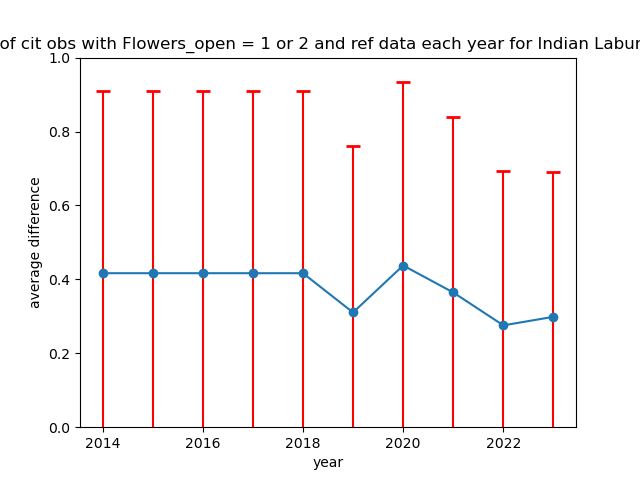 of cit obs with Flowers_open = 1 or 2 and ref data each year for Indian
1.0
0.8
0.6
0.4
0.2
0.0
average difference
2014 2016 2018 2020 2022
year